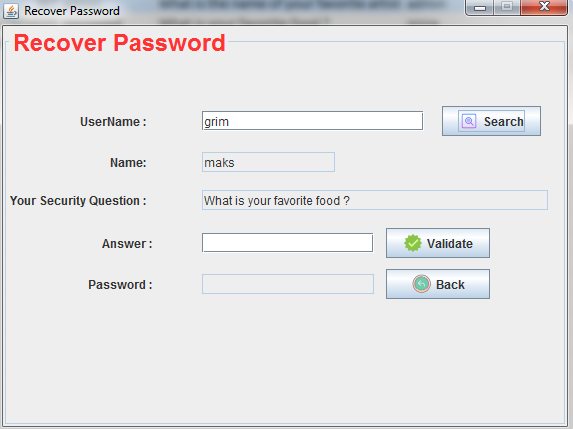 Recover Password
Recover Password
UserName : grim Search
Name: maks
Your Security Question : What is your favorite food ?
Answer : Validate
Password : Back